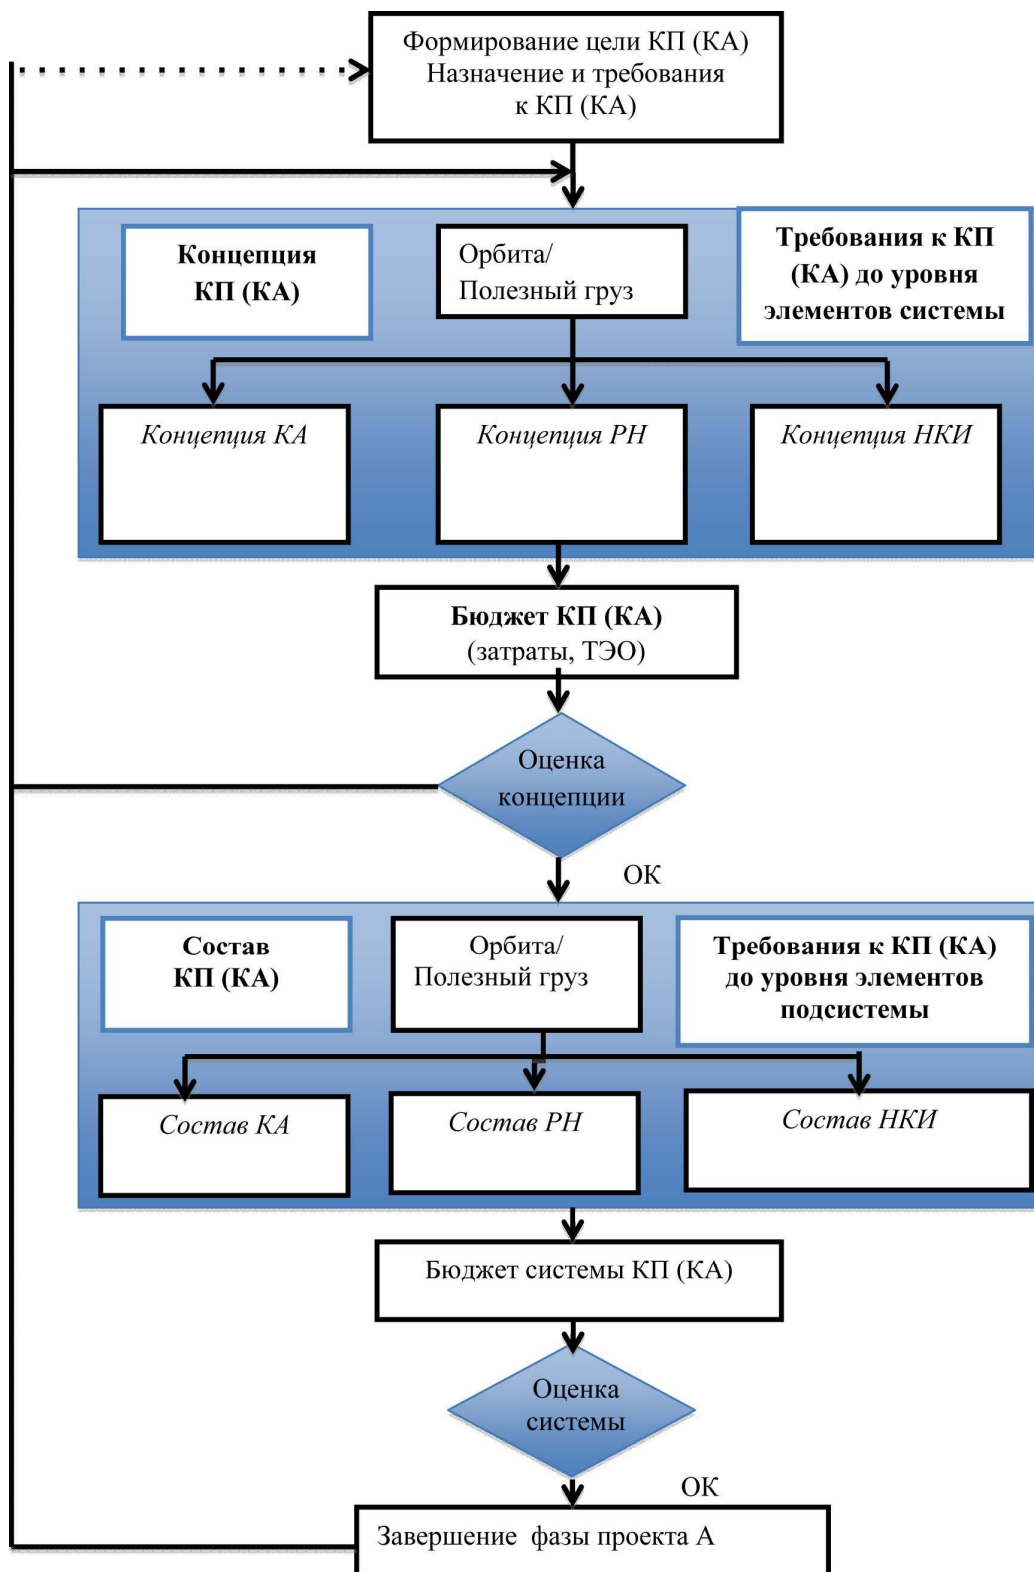 Формирование цели КП (КА)
Назначение и требования
к КП (КА)
Концепция
КП (КА)
Орбита/
Полезный груз
Требования к КП
(КА) до уровня
элементов системы
Концепция КА
Концепция РН
Концепция НКИ
Бюджет КП (КА)
(затраты, ТЭО)
Оценка
концепции
ОК
Состав
КП (КА)
Орбита/
Полезный груз
Требования к КП (КА)
до уровня элементов
подсистемы
Состав КА
Состав РН
Состав НКИ
Бюджет системы КП (КА)
Оценка
системы
ОК
Завершение фазы проекта А